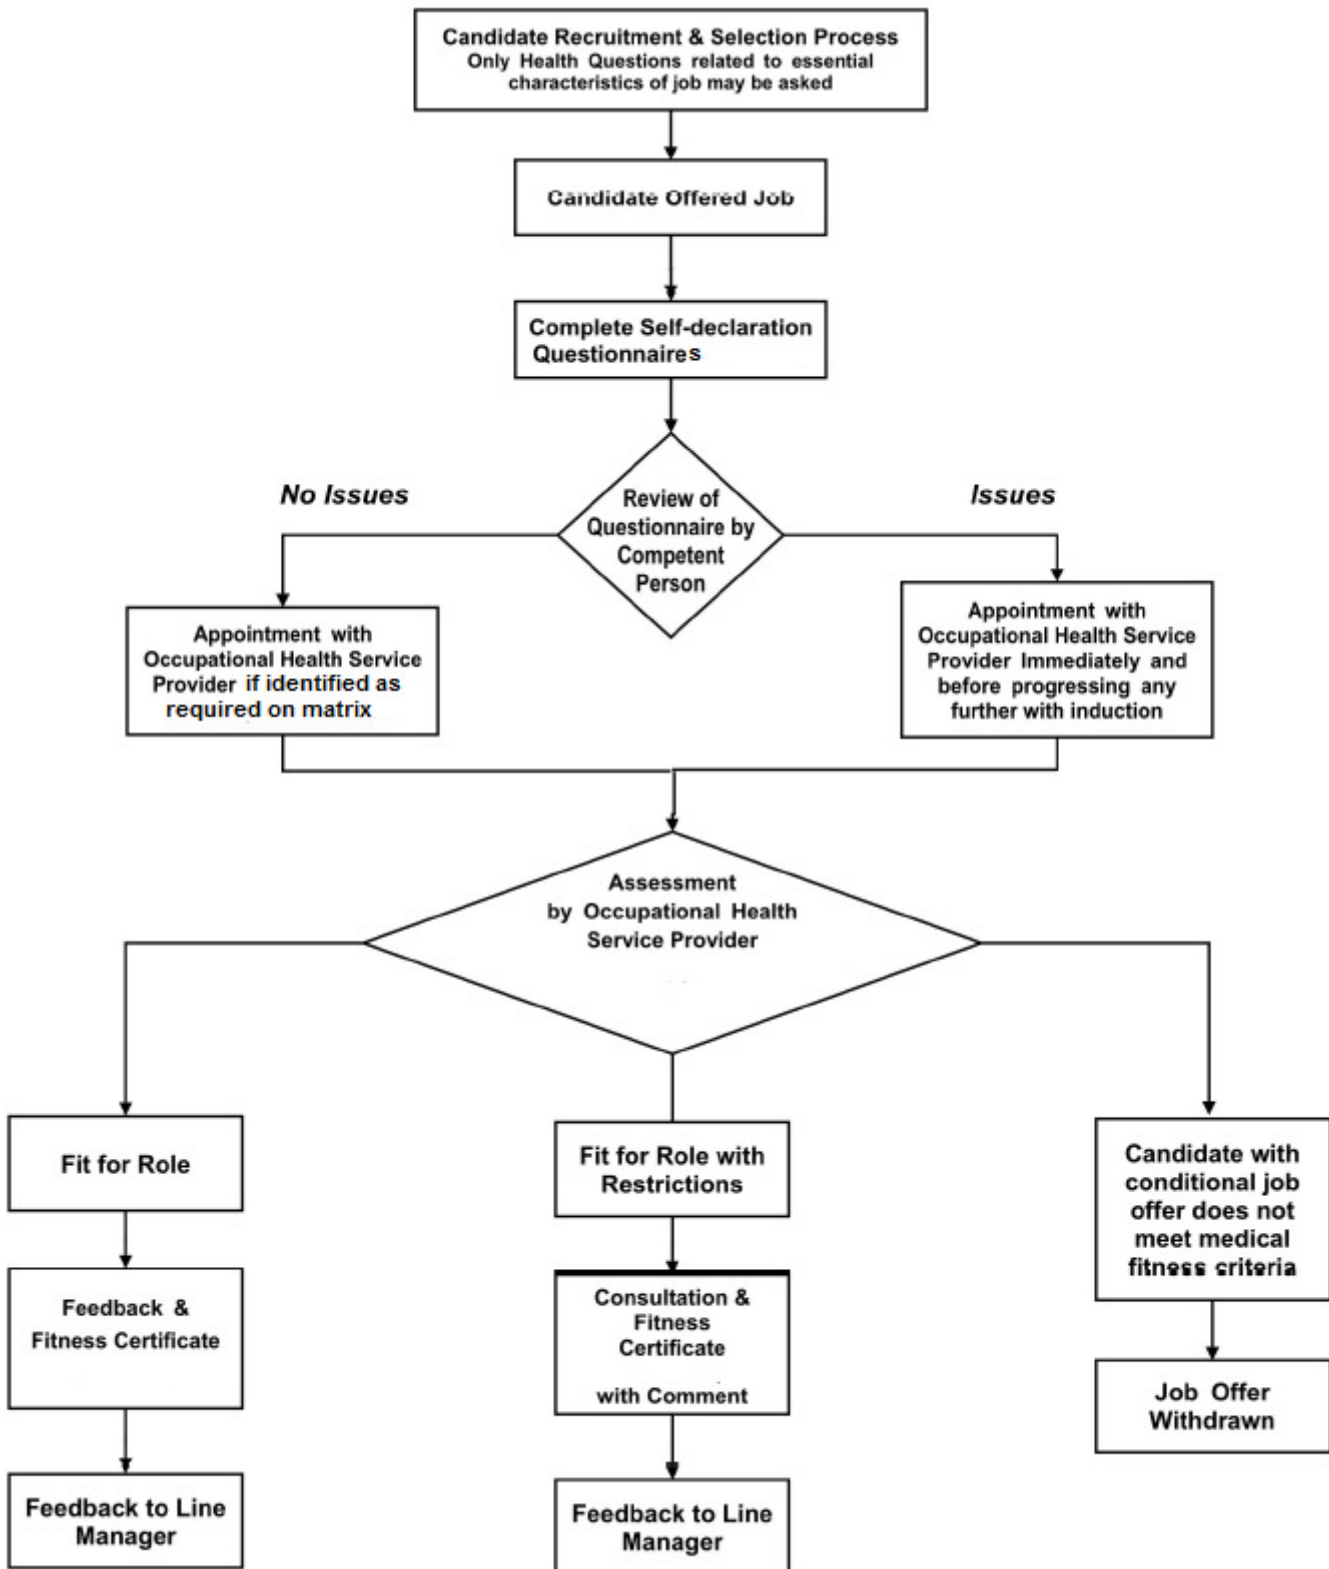 Candidate Recruitment & Selection Process
Only Health Questions related to essential
characteristics of job may be asked
Candidate Offered Job
Complete Self-declaration
Questionnaires
No Issues
Review of
Questionnaire by
Competent
Person
Issues
Appointment with
Occupational Health Service
Provider if identified as
required on matrix
Appointment with
Occupational Health Service
Provider Immediately and
before progressing any
further with induction
Assessment
by Occupational Health
Service Provider
Fit for Role
Fit for Role with
Restrictions
Candidate with
conditional job
offer does not
meet medical
fitness criteria
Feedback &
Fitness Certificate
Consultation &
Fitness
Certificate
with Comment
Job Offer
Withdrawn
Feedback to Line
Manager
Feedback to Line
Manager